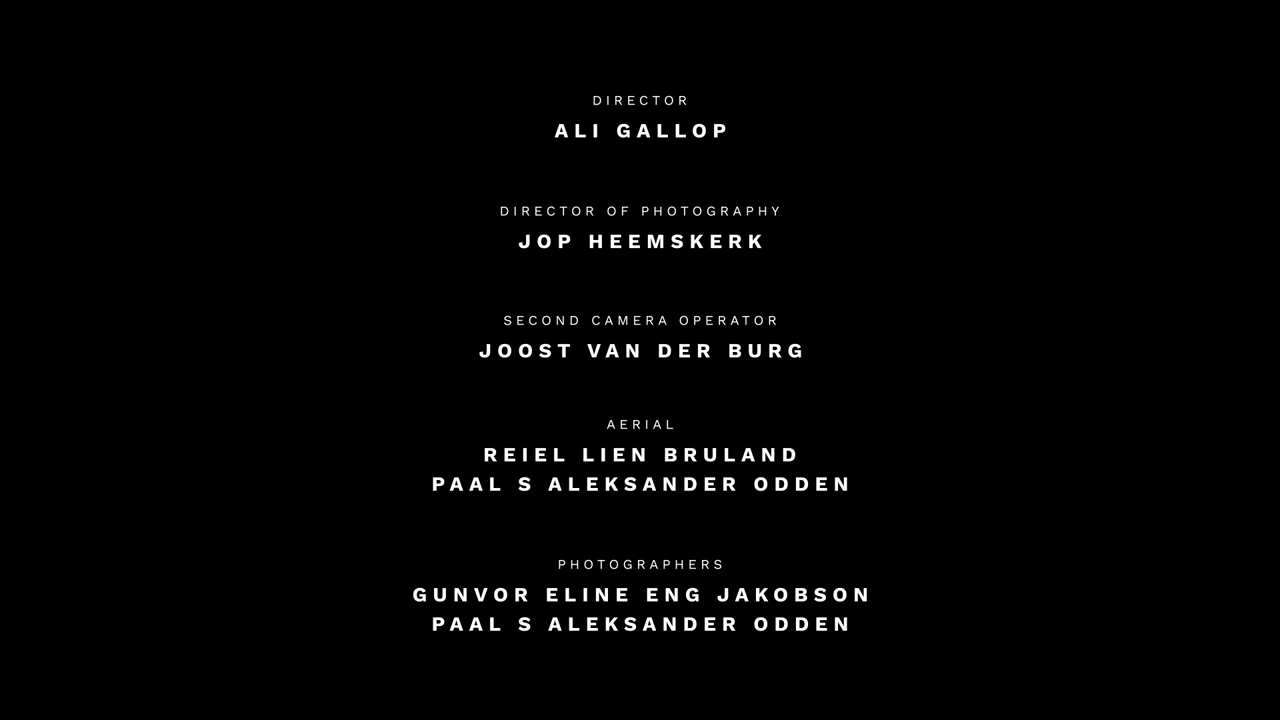 DIRECTOR
ALI GALLOP
DIRECTOR OF PHOTOGRAPHY
JOP HEEMSKERK
SECOND CAMERA OPERATOR
JOOST VAN DER BURG
AERIAL
REIEL LIEN BRULAND
PAAL S ALEKSANDER ODDEN
PHOTOGRAPHERS
GUNVOR ELINE ENG JAKOBSON
PAAL S ALEKSANDER ODDEN